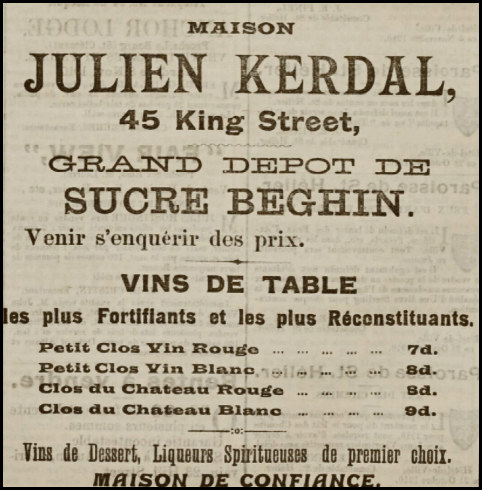 MAISON
JULIEN KERDAL,
45 King Street,
GRAND DEPOT DE
SUCRE BEGHIN.
Venir s'enquérir des prix.
VINS DE TABLE
les plus Fortifiants et les plus Réconstituants.
Petit Clos Vin Rouge ... ... ... ... ... 7d.
Petit Clos Vin Blanc ... ... ... ... ... 8d.
Clos du Chateau Rouge ... ... ... ... 8d.
Clos du Chateau Blanc ... ... ... ... 9d.
Vins de Dessert, Liqueurs Spiritueuses de premier choix.
MAISON DE CONFIANCE.